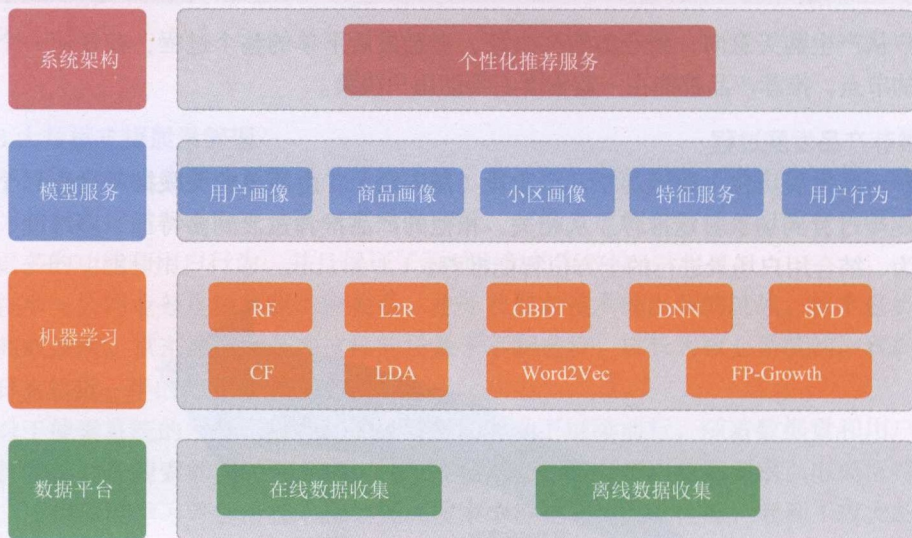 系统架构
个性化推荐服务
模型服务
用户画像
商品画像
小区画像
特征服务
用户行为
机器学习
RF
L2R
GBDT
DNN
SVD
CF
LDA
Word2Vec
FP-Growth
数据平台
在线数据收集
离线数据收集